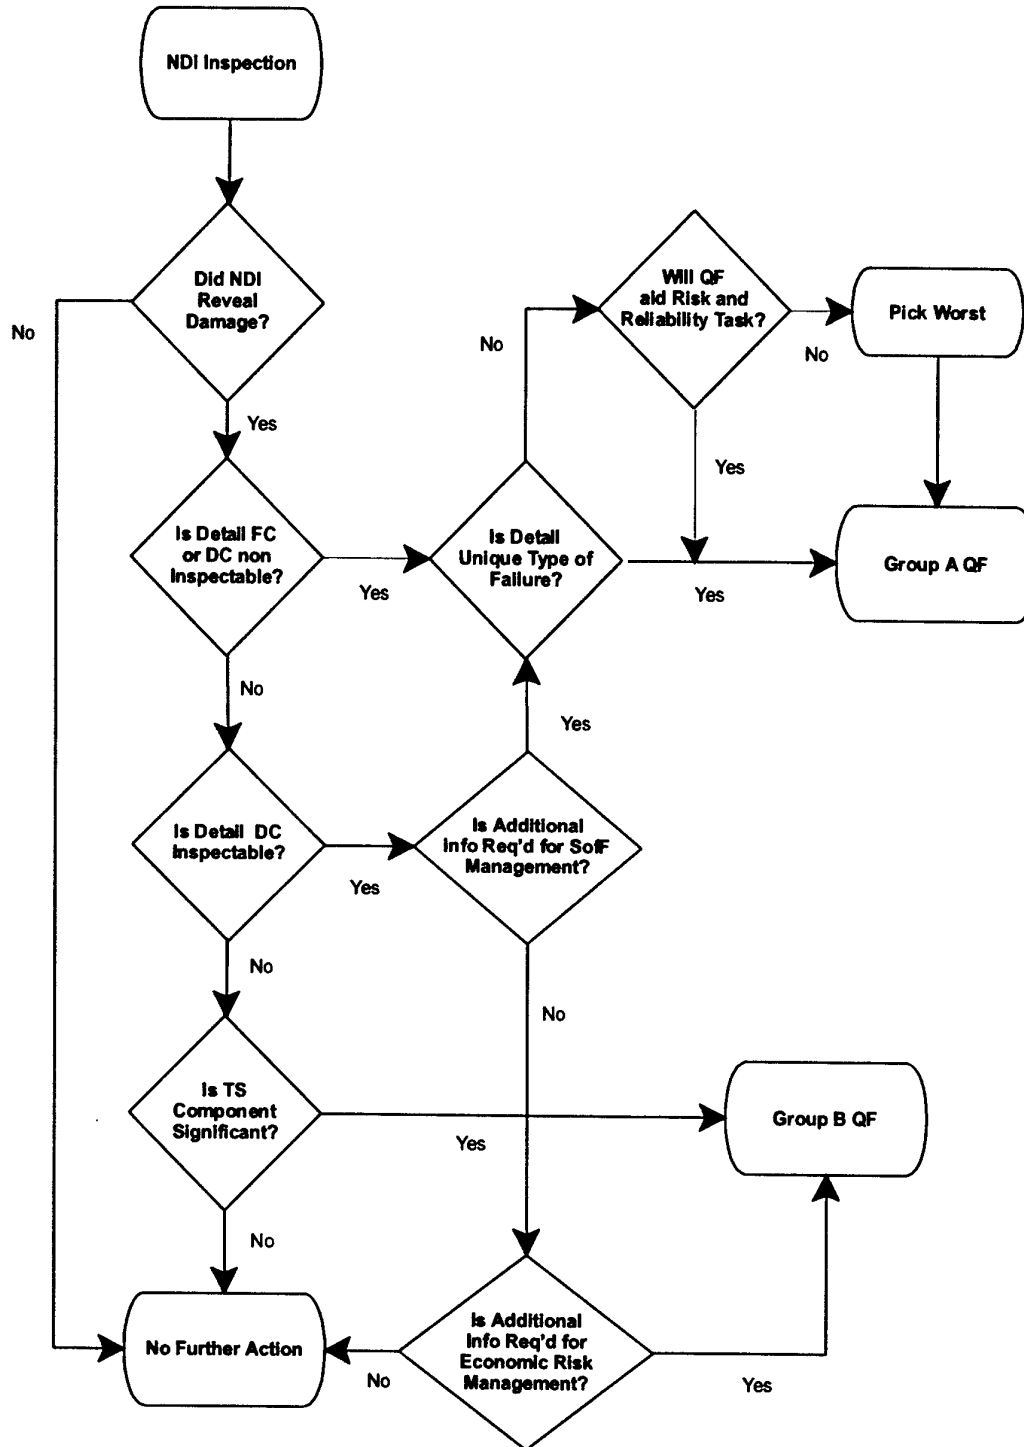 NDI Inspection
Did NDI
Reveal
Damage?
No
Yes
Will QF
aid Risk and
Reliability Task?
No
No
Pick Worst
Yes
Is Detail FC
or DC non
Inspectable?
Yes
Is Detail
Unique Type of
Failure?
Yes
Group A QF
No
Yes
Is Detail DC
Inspectable?
Yes
Is Additional
Info Req'd for SofF
Management?
No
No
Is TS
Component
Significant?
Yes
Group B QF
No
No Further Action
No
Is Additional
Info Req'd for
Economic Risk
Management?
Yes